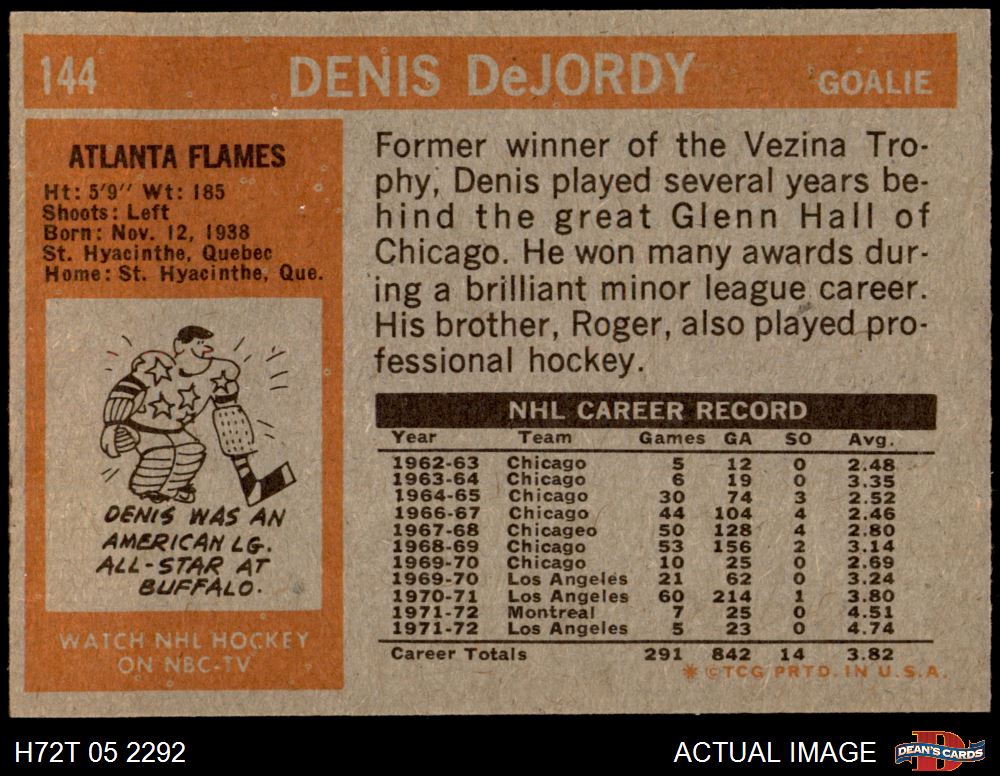 144 DENIS DeJORDY GOALIE
ATLANTA FLAMES
Ht: 5'9'' Wt: 185
Shoots: Left
Born: Nov. 12, 1938
St. Hyacinthe, Quebec
Home: St. Hyacinthe, Que.
DENIS WAS AN
AMERICAN LG.
ALL-STAR AT
BUFFALO.
WATCH NHL HOCKEY
ON NBC-TV
Former winner of the Vezina Tro-
phy, Denis played several years be-
hind the great Glenn Hall of
Chicago. He won many awards dur-
ing a brilliant minor league career.
His brother, Roger, also played pro-
fessional hockey.
NHL CAREER RECORD
Year Team Games GA SO Avg.
1962-63 Chicago 5 12 0 2.48
1963-64 Chicago 6 19 0 3.35
1964-65 Chicago 30 74 3 2.52
1966-67 Chicago 44 104 4 2.46
1967-68 Chicageo 50 128 4 2.80
1968-69 Chicago 53 156 2 3.14
1969-70 Chicago 10 25 0 2.69
1969-70 Los Angeles 21 62 0 3.24
1970-71 Los Angeles 60 214 1 3.80
1971-72 Montreal 7 25 0 4.51
1971-72 Los Angeles 5 23 0 4.74
Career Totals 291 842 14 3.82
* © TCG PRTD. IN U.S.A.
H72T 05 2292 ACTUAL IMAGE DEAN'S CARDS